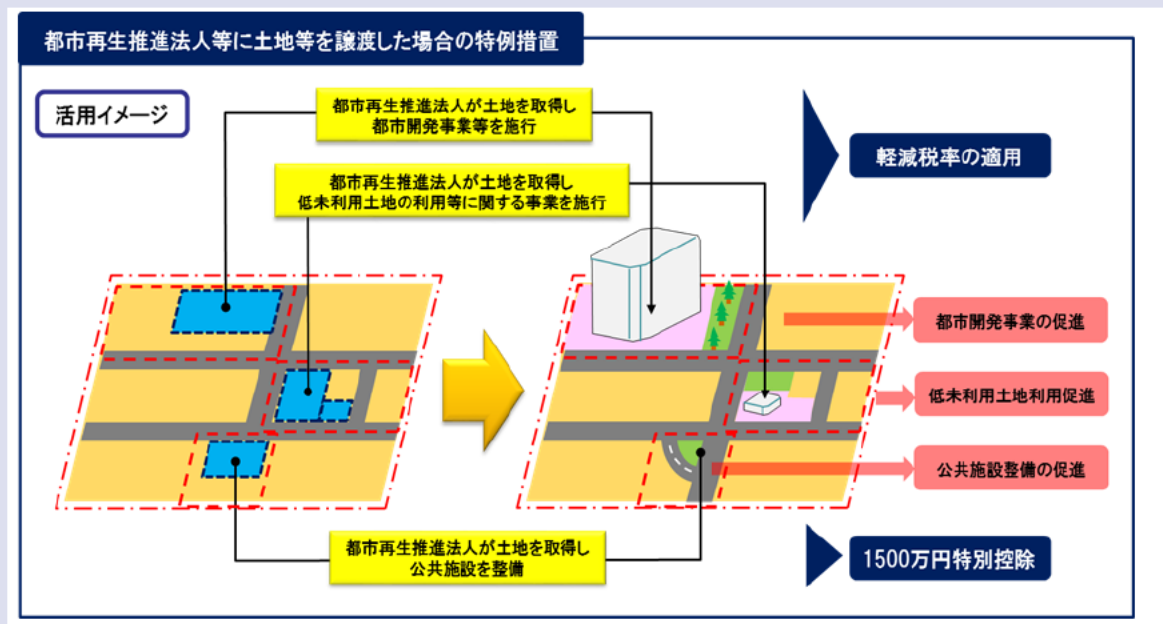 都市再生推進法人等に土地等を譲渡した場合の特例措置
活用イメージ
都市再生推進法人が土地を取得し
都市開発事業等を施行
軽減税率の適用
都市再生推進法人が土地を取得し
低未利用土地の利用等に関する事業を施行
都市開発事業の促進
低未利用土地利用促進
公共施設整備の促進
都市再生推進法人が土地を取得し
公共施設を整備
1500万円特別控除